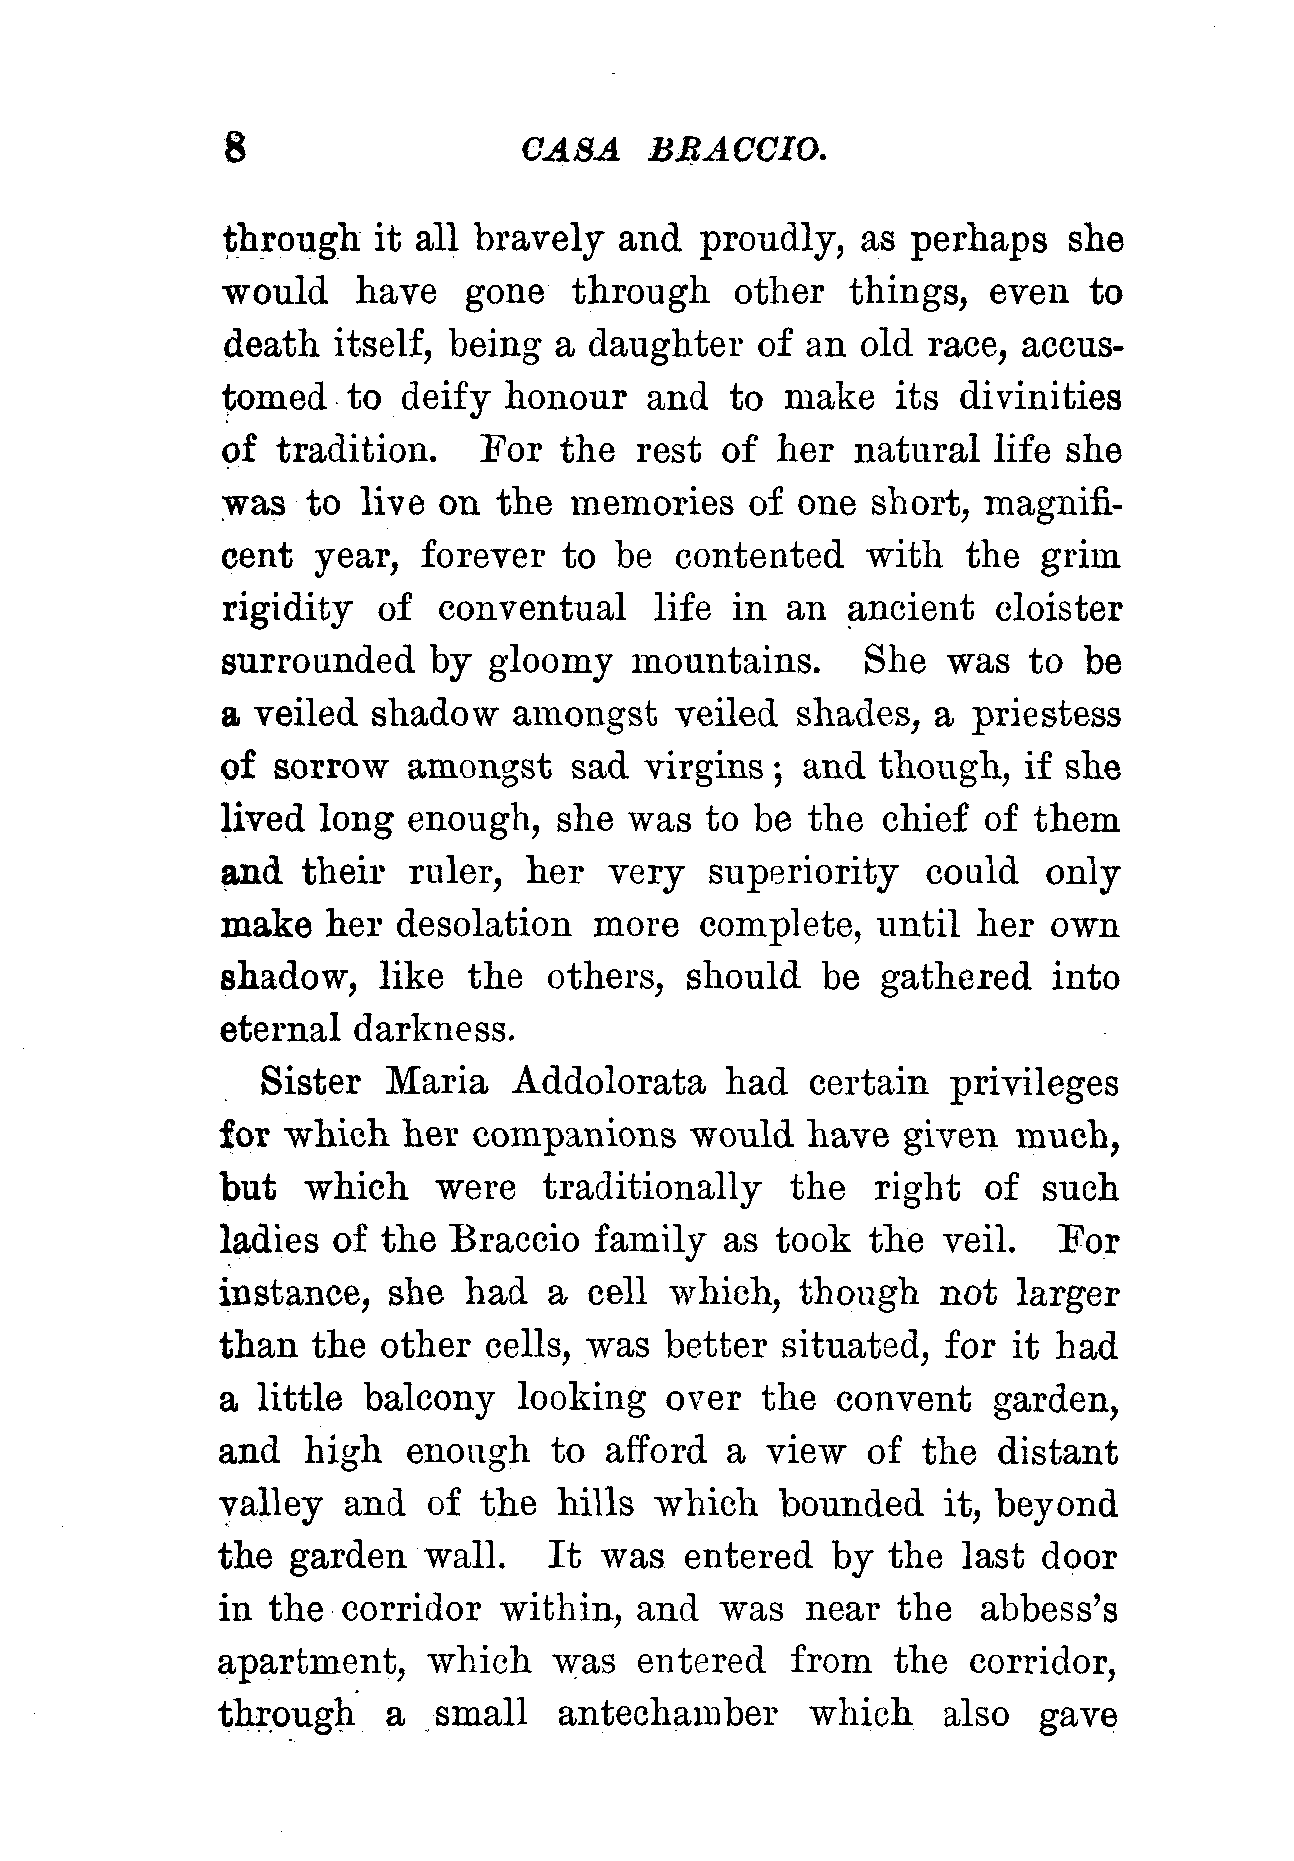 8 CASA BRACCIO.
through it all bravely and proudly, as perhaps she
would have gone through other things, even to
death itself, being a daughter of an old race, accus-
tomed to deify honour and to make its divinities
of tradition. For the rest of her natural life she
was to live on the memories of one short, magnifi-
cent year, forever to be contented with the grim
rigidity of conventual life in an ancient cloister
surrounded by gloomy mountains. She was to be
a veiled shadow amongst veiled shades, a priestess
of sorrow amongst sad virgins; and though, if she
lived long enough, she was to be the chief of them
and their ruler, her very superiority could only
make her desolation more complete, until her own
shadow, like the others, should be gathered into
eternal darkness.
Sister Maria Addolorata had certain privileges
for which her companions would have given much,
but which were traditionally the right of such
ladies of the Braccio family as took the veil. For
instance, she had a cell which, though not larger
than the other cells, was better situated, for it had
a little balcony looking over the convent garden,
and high enough to afford a view of the distant
valley and of the hills which bounded it, beyond
the garden wall. It was entered by the last door
in the corridor within, and was near the abbess's
apartment, which was entered from the corridor,
through a small antechamber which also gave